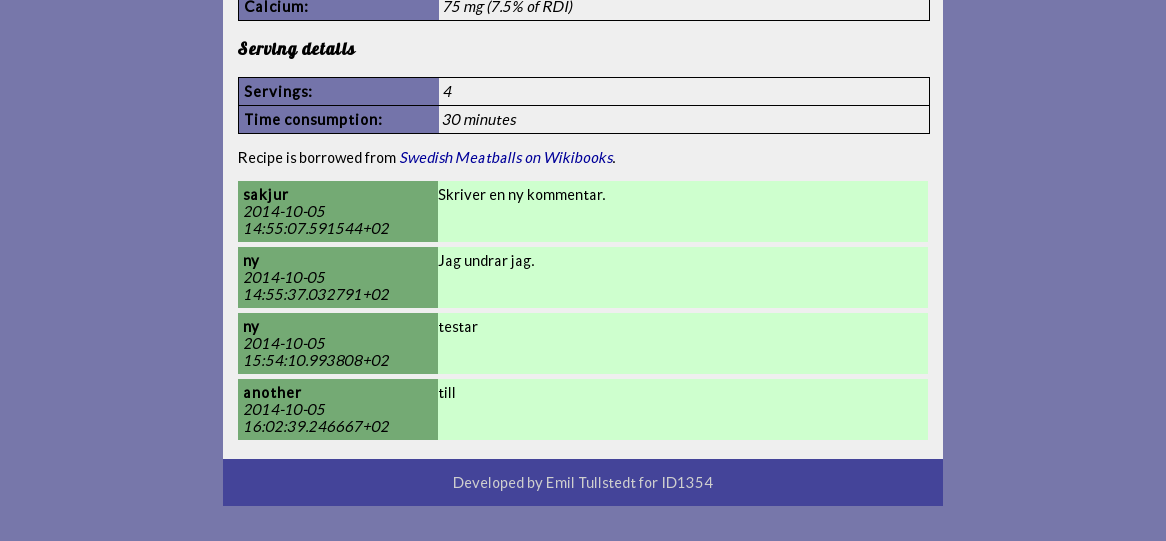 Calcium: 75 mg (7.5% of RDI)
Serving details
Servings: 4
Time consumption: 30 minutes
Recipe is borrowed from Swedish Meatballs on Wikibooks.
sakjur Skriver en ny kommentar.
2014-10-05
14:55:07.591544+02
ny Jag undrar jag.
2014-10-05
14:55:37.032791+02
ny testar
2014-10-05
15:54:10.993808+02
another till
2014-10-05
16:02:39.246667+02
Developed by Emil Tullstedt for ID1354